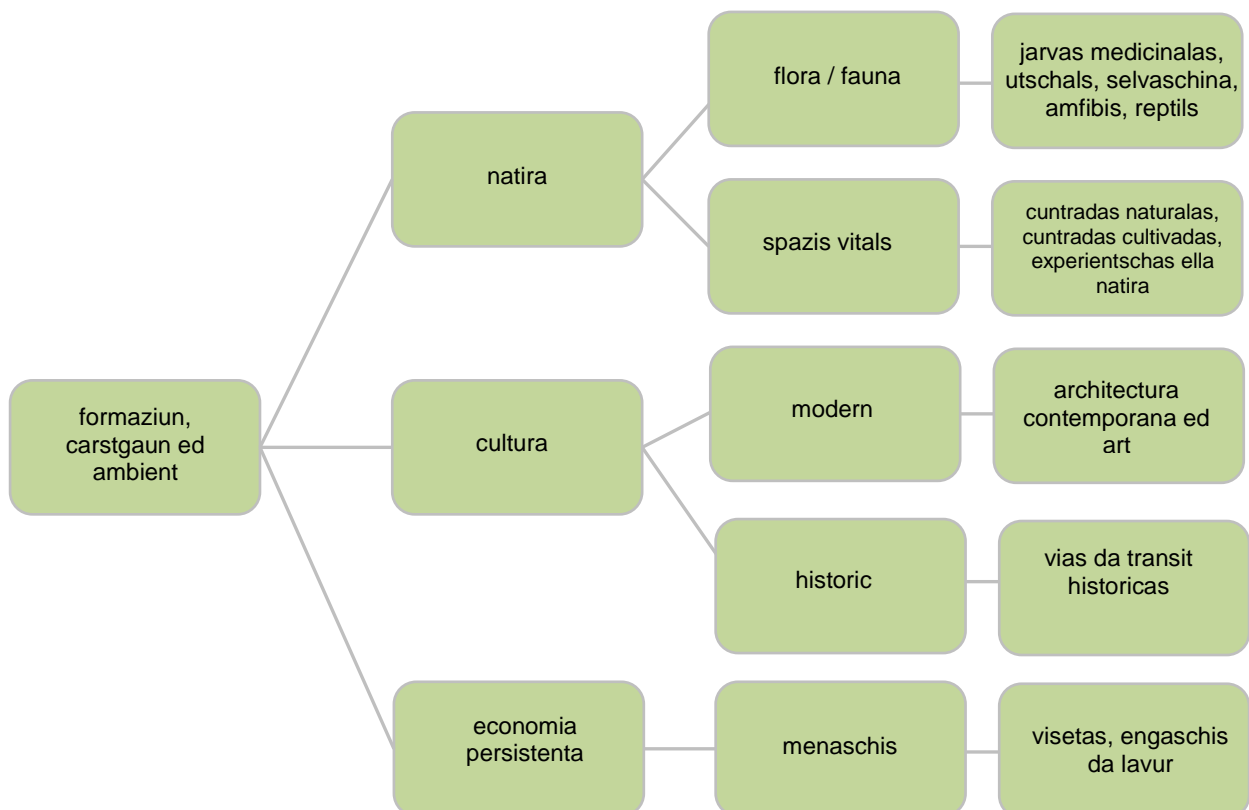 formaziun,
carstgaun ed
ambient
natira
flora / fauna
jarvas medicinalas,
utschals, selvaschina,
amfibis, reptils
spazis vitals
cuntradas naturalas,
cuntradas cultivadas,
experientschas ella
natira
cultura
modern
architectura
contemporana ed
art
historic
vias da transit
historicas
economia
persistenta
menaschis
visetas, engaschis
da lavur